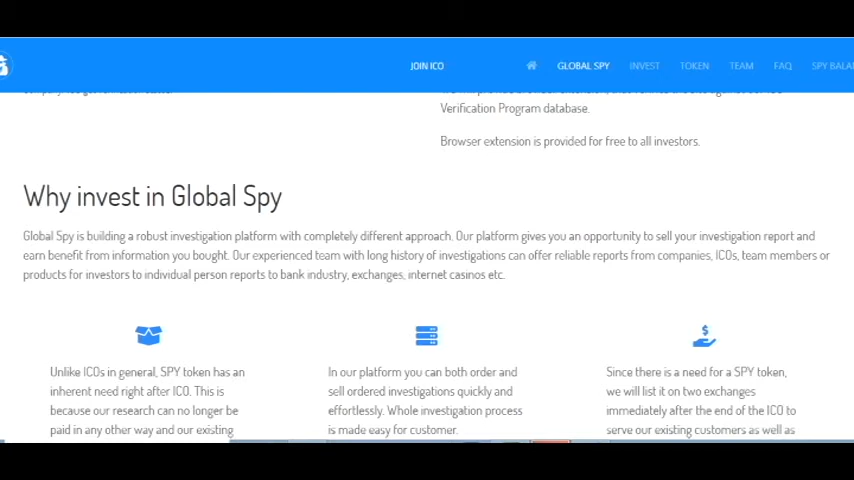 JOIN ICO
GLOBAL SPY
INVEST
TOKEN
TEAM
FAQ
SPY
Verification Program database.
Browser extension is provided for free to all investors.
Why invest in Global Spy
Global Spy is building a robust investigation platform with completely different approach. Our platform gives you an opportunity to sell your investigation report and
earn benefit from information you bought. Our experienced team with long history of investigations can offer reliable reports from companies, ICOs, team members or
products for investors to individual person reports to bank industry, exchanges, internet casinos etc.
Unlike ICOs in general, SPY token has an
inherent need right after ICO. This is
because our research can no longer be
paid in any other way and our existing
In our platform you can both order and
sell ordered investigations quickly and
effortlessly. Whole investigation process
is made easy for customer.
Since there is a need for a SPY token,
we will list it on two exchanges
immediately after the end of the ICO to
serve our existing customers as well as